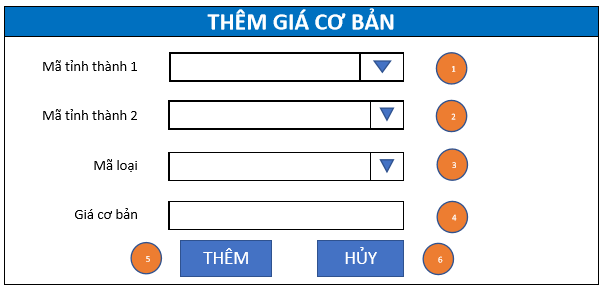 THÊM GIÁ CƠ BẢN
Mã tỉnh thành 1
1
Mã tỉnh thành 2
2
Mã loại
3
Giá cơ bản
4
5
THÊM
HỦY
6